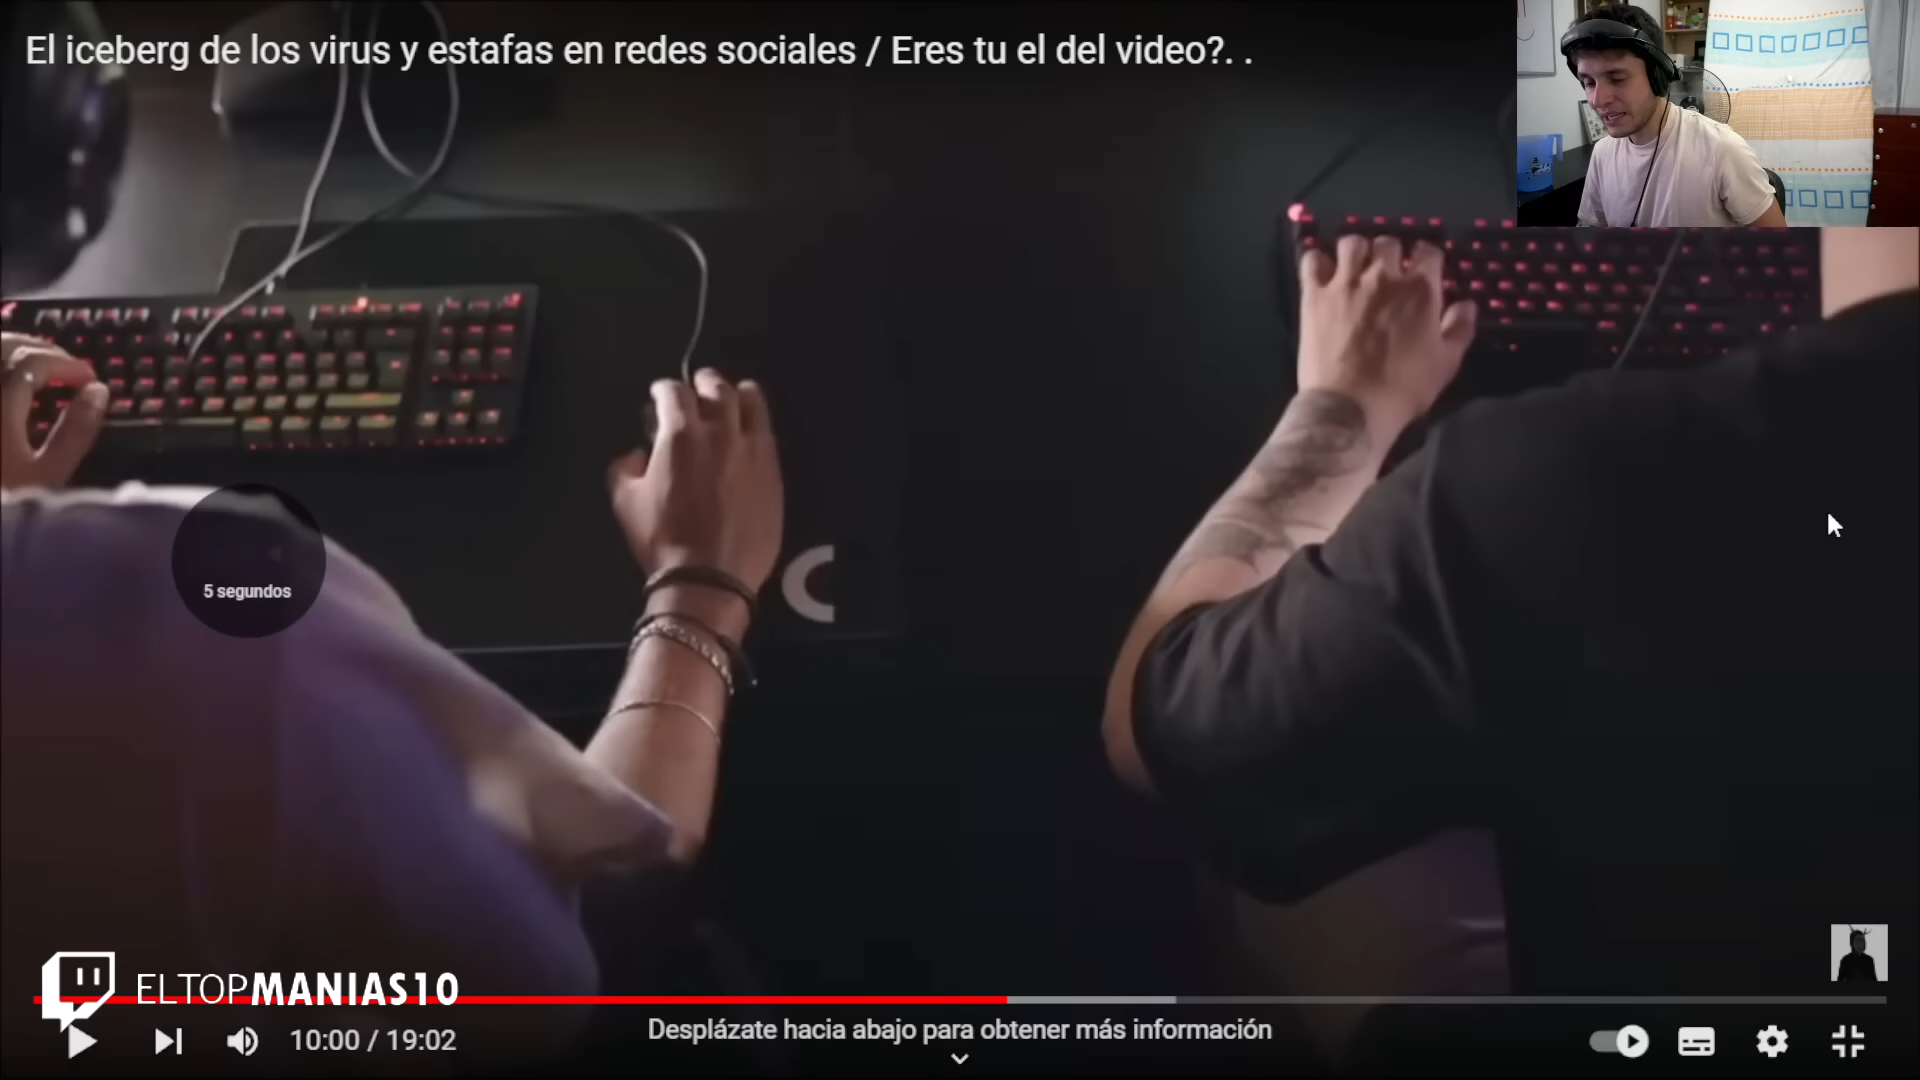 El iceberg de los virus y estafas en redes sociales / Eres tu el del video?. .
5 segundos
ELTOPMANIAS10
10:00 / 19:02
Desplázate hacia abajo para obtener más información